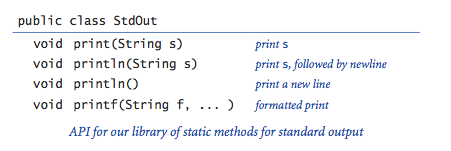 public class StdOut
void print(String s) print s
void println(String s) print s, followed by newline
void println() print a new line
void printf(String f, ... ) formatted print
API for our library of static methods for standard output